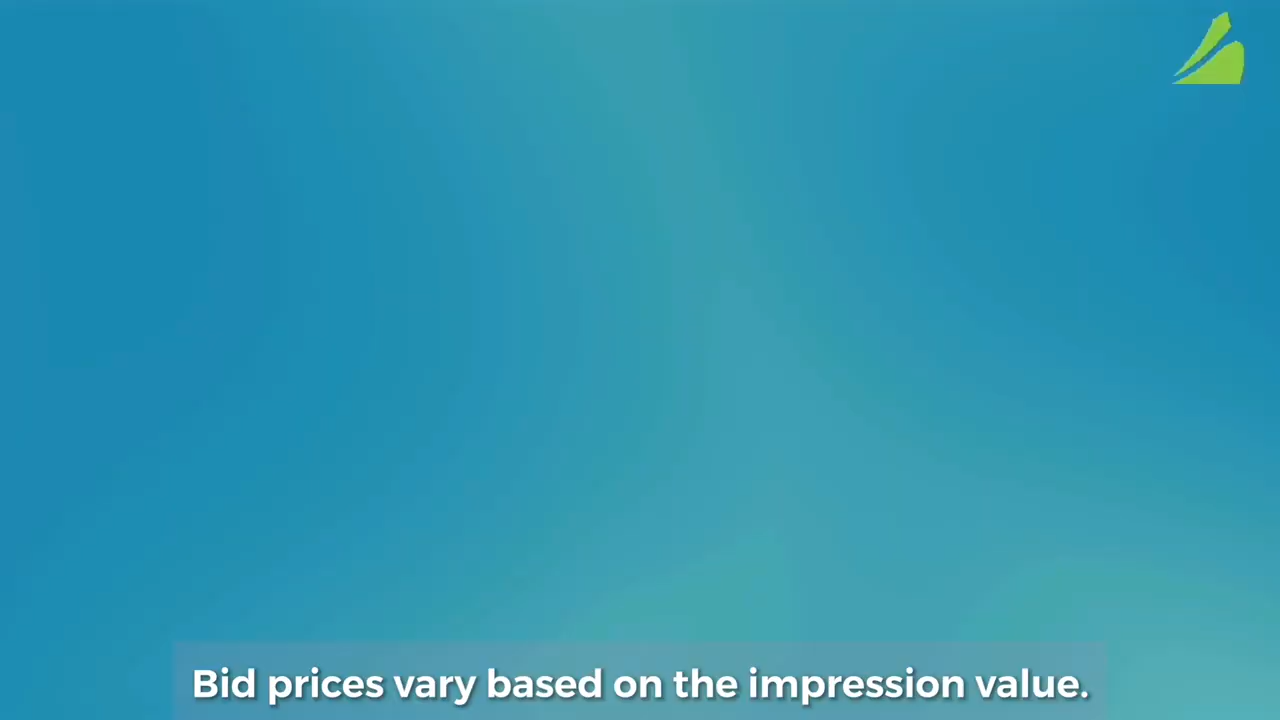 Bid prices vary based on the impression value.